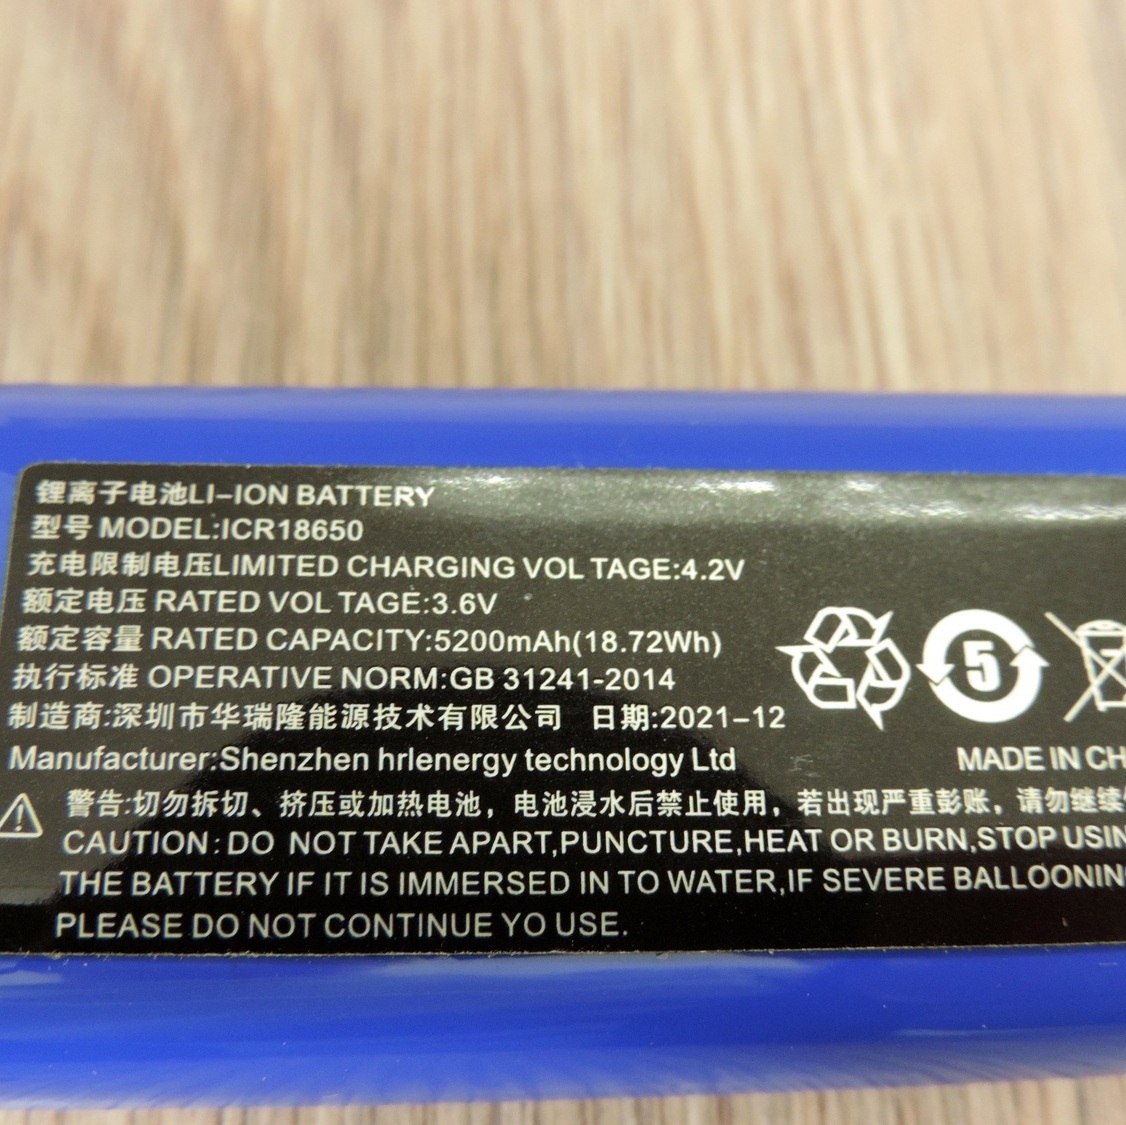 锂离子电池LI-ION BATTERY
型号 MODEL:ICR18650
充电限制电压LIMITED CHARGING VOL TAGE:4.2V
额定电压 RATED VOL TAGE:3.6V
额定容量 RATED CAPACITY:5200mAh(18.72Wh)
执行标准 OPERATIVE NORM:GB 31241-2014
制造商:深圳市华瑞隆能源技术有限公司 日期:2021-12
Manufacturer:Shenzhen hrlenergy technology Ltd
5
MADE IN CH
警告:切勿拆切、挤压或加热电池，电池浸水后禁止使用，若出现严重彭账，请勿继续
CAUTION:DO NOT TAKE APART,PUNCTURE,HEAT OR BURN,STOP USIN
THE BATTERY IF IT IS IMMERSED IN TO WATER,IF SEVERE BALLOONIN
PLEASE DO NOT CONTINUE YO USE.